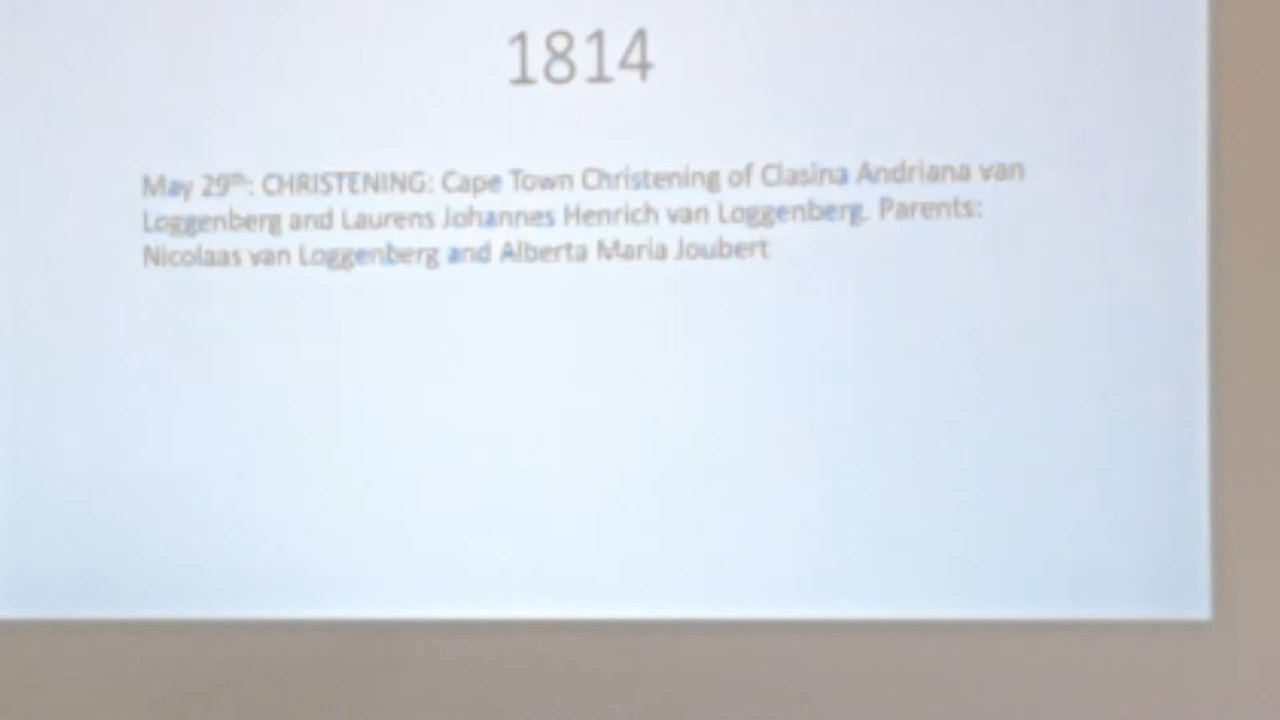 1814
May 29th: CHRISTENING: Cape Town Christening of Clasina Andriana van
Loggenberg and Laurens Johannes Henrich van Loggenberg. Parents:
Nicolaas van Loggenberg and Alberta Maria Joubert